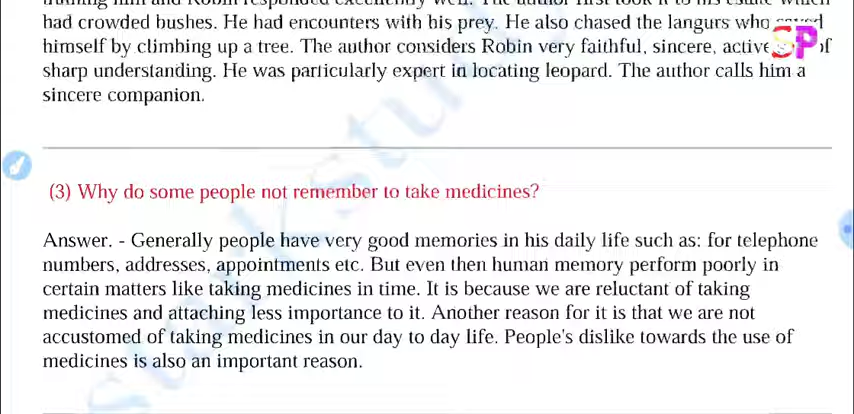 had crowded bushes. He had encounters with his prey. He also chased the langurs who saved
himself by climbing up a tree. The author considers Robin very faithful, sincere, active of
SP
sharp understanding. He was particularly expert in locating leopard. The author calls him a
sincere companion.
(3) Why do some people not remember to take medicines?
Answer. - Generally people have very good memories in his daily life such as: for telephone
numbers, addresses, appointments etc. But even then human memory perform poorly in
certain matters like taking medicines in time. It is because we are reluctant of taking
medicines and attaching less importance to it. Another reason for it is that we are not
accustomed of taking medicines in our day to day life. People's dislike towards the use of
medicines is also an important reason.